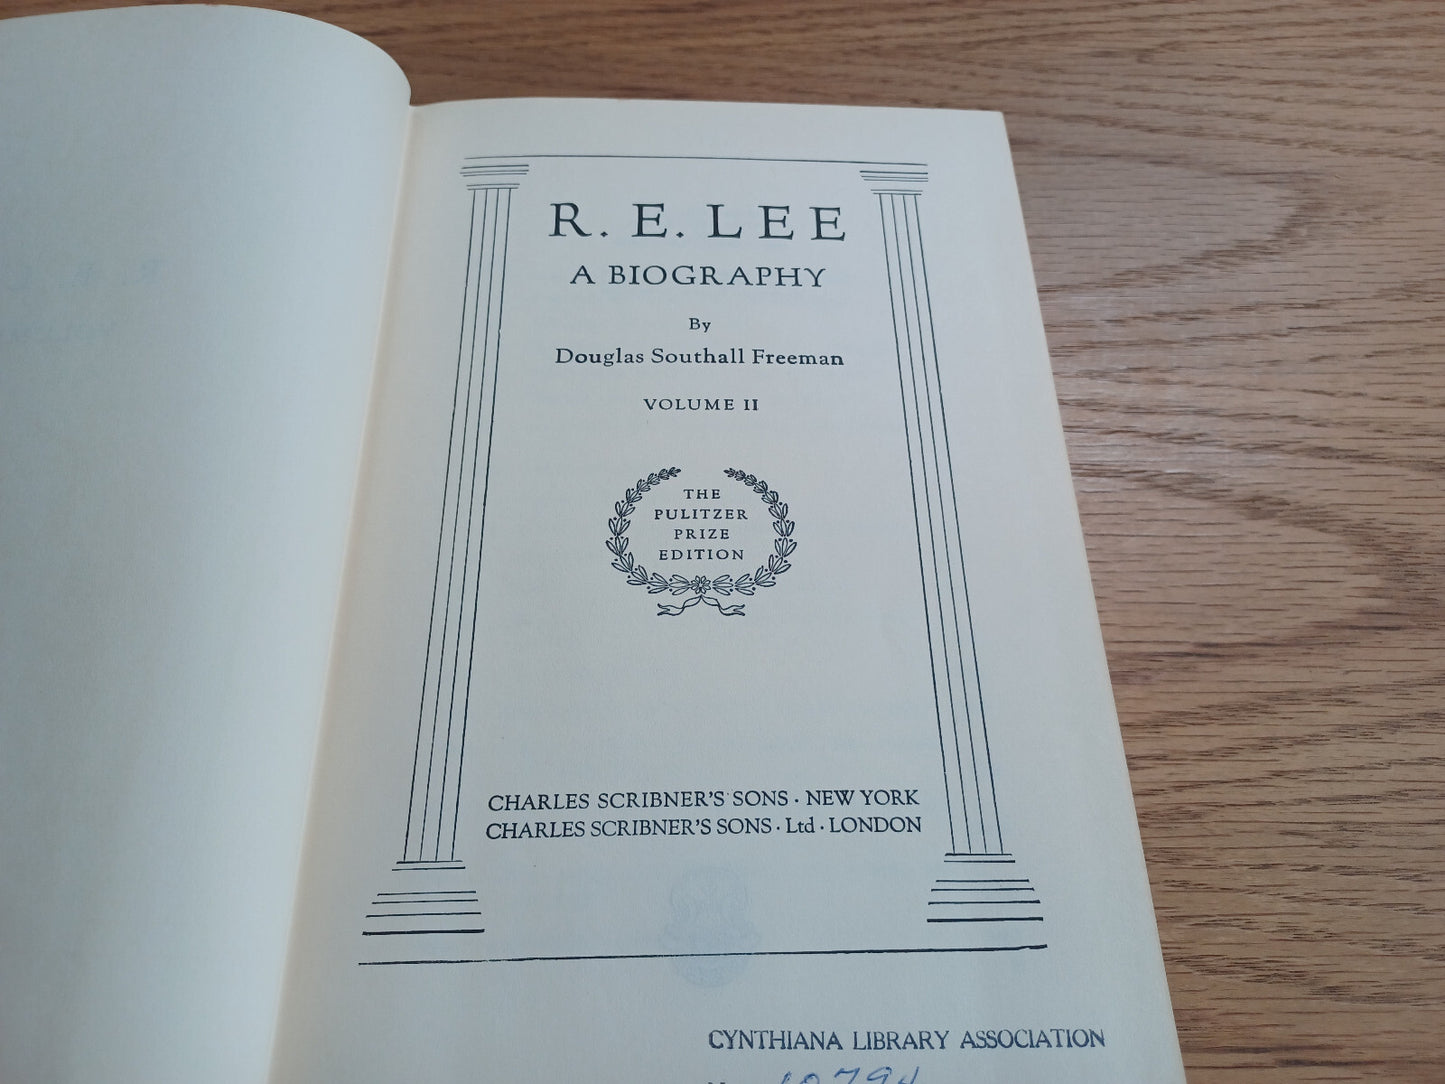 R. E. LEE
A BIOGRAPHY
By
Douglas Southall Freeman
VOLUME II
THE
PULITZER
PRIZE
EDITION
CHARLES SCRIBNER'S SONS · NEW YORK
CHARLES SCRIBNER'S SONS · Ltd · LONDON
CYNTHIANA LIBRARY ASSOCIATION
10794